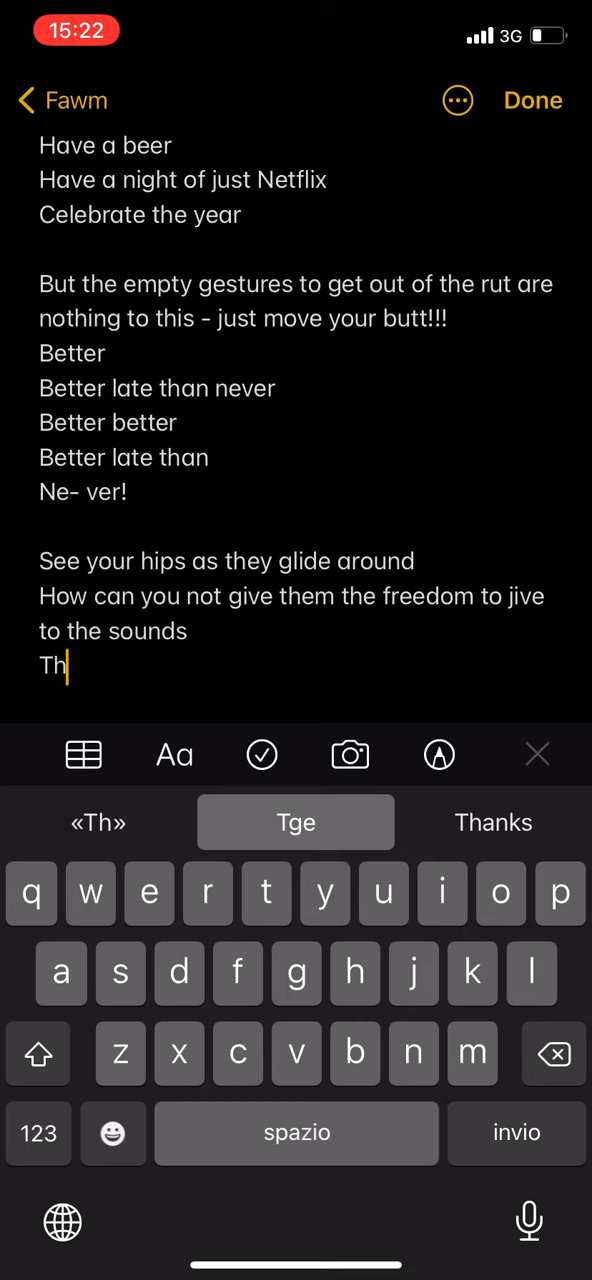 15:22
3G
Fawm
Done
Have a beer
Have a night of just Netflix
Celebrate the year
But the empty gestures to get out of the rut are
nothing to this - just move your butt!!!
Better
Better late than never
Better better
Better late than
Ne- ver!
See your hips as they glide around
How can you not give them the freedom to jive
to the sounds
Th
Aa
«Th» Tge Thanks
q w e r t y u i o p
a s d f g h j k l
z x c v b n m
123 spazio invio